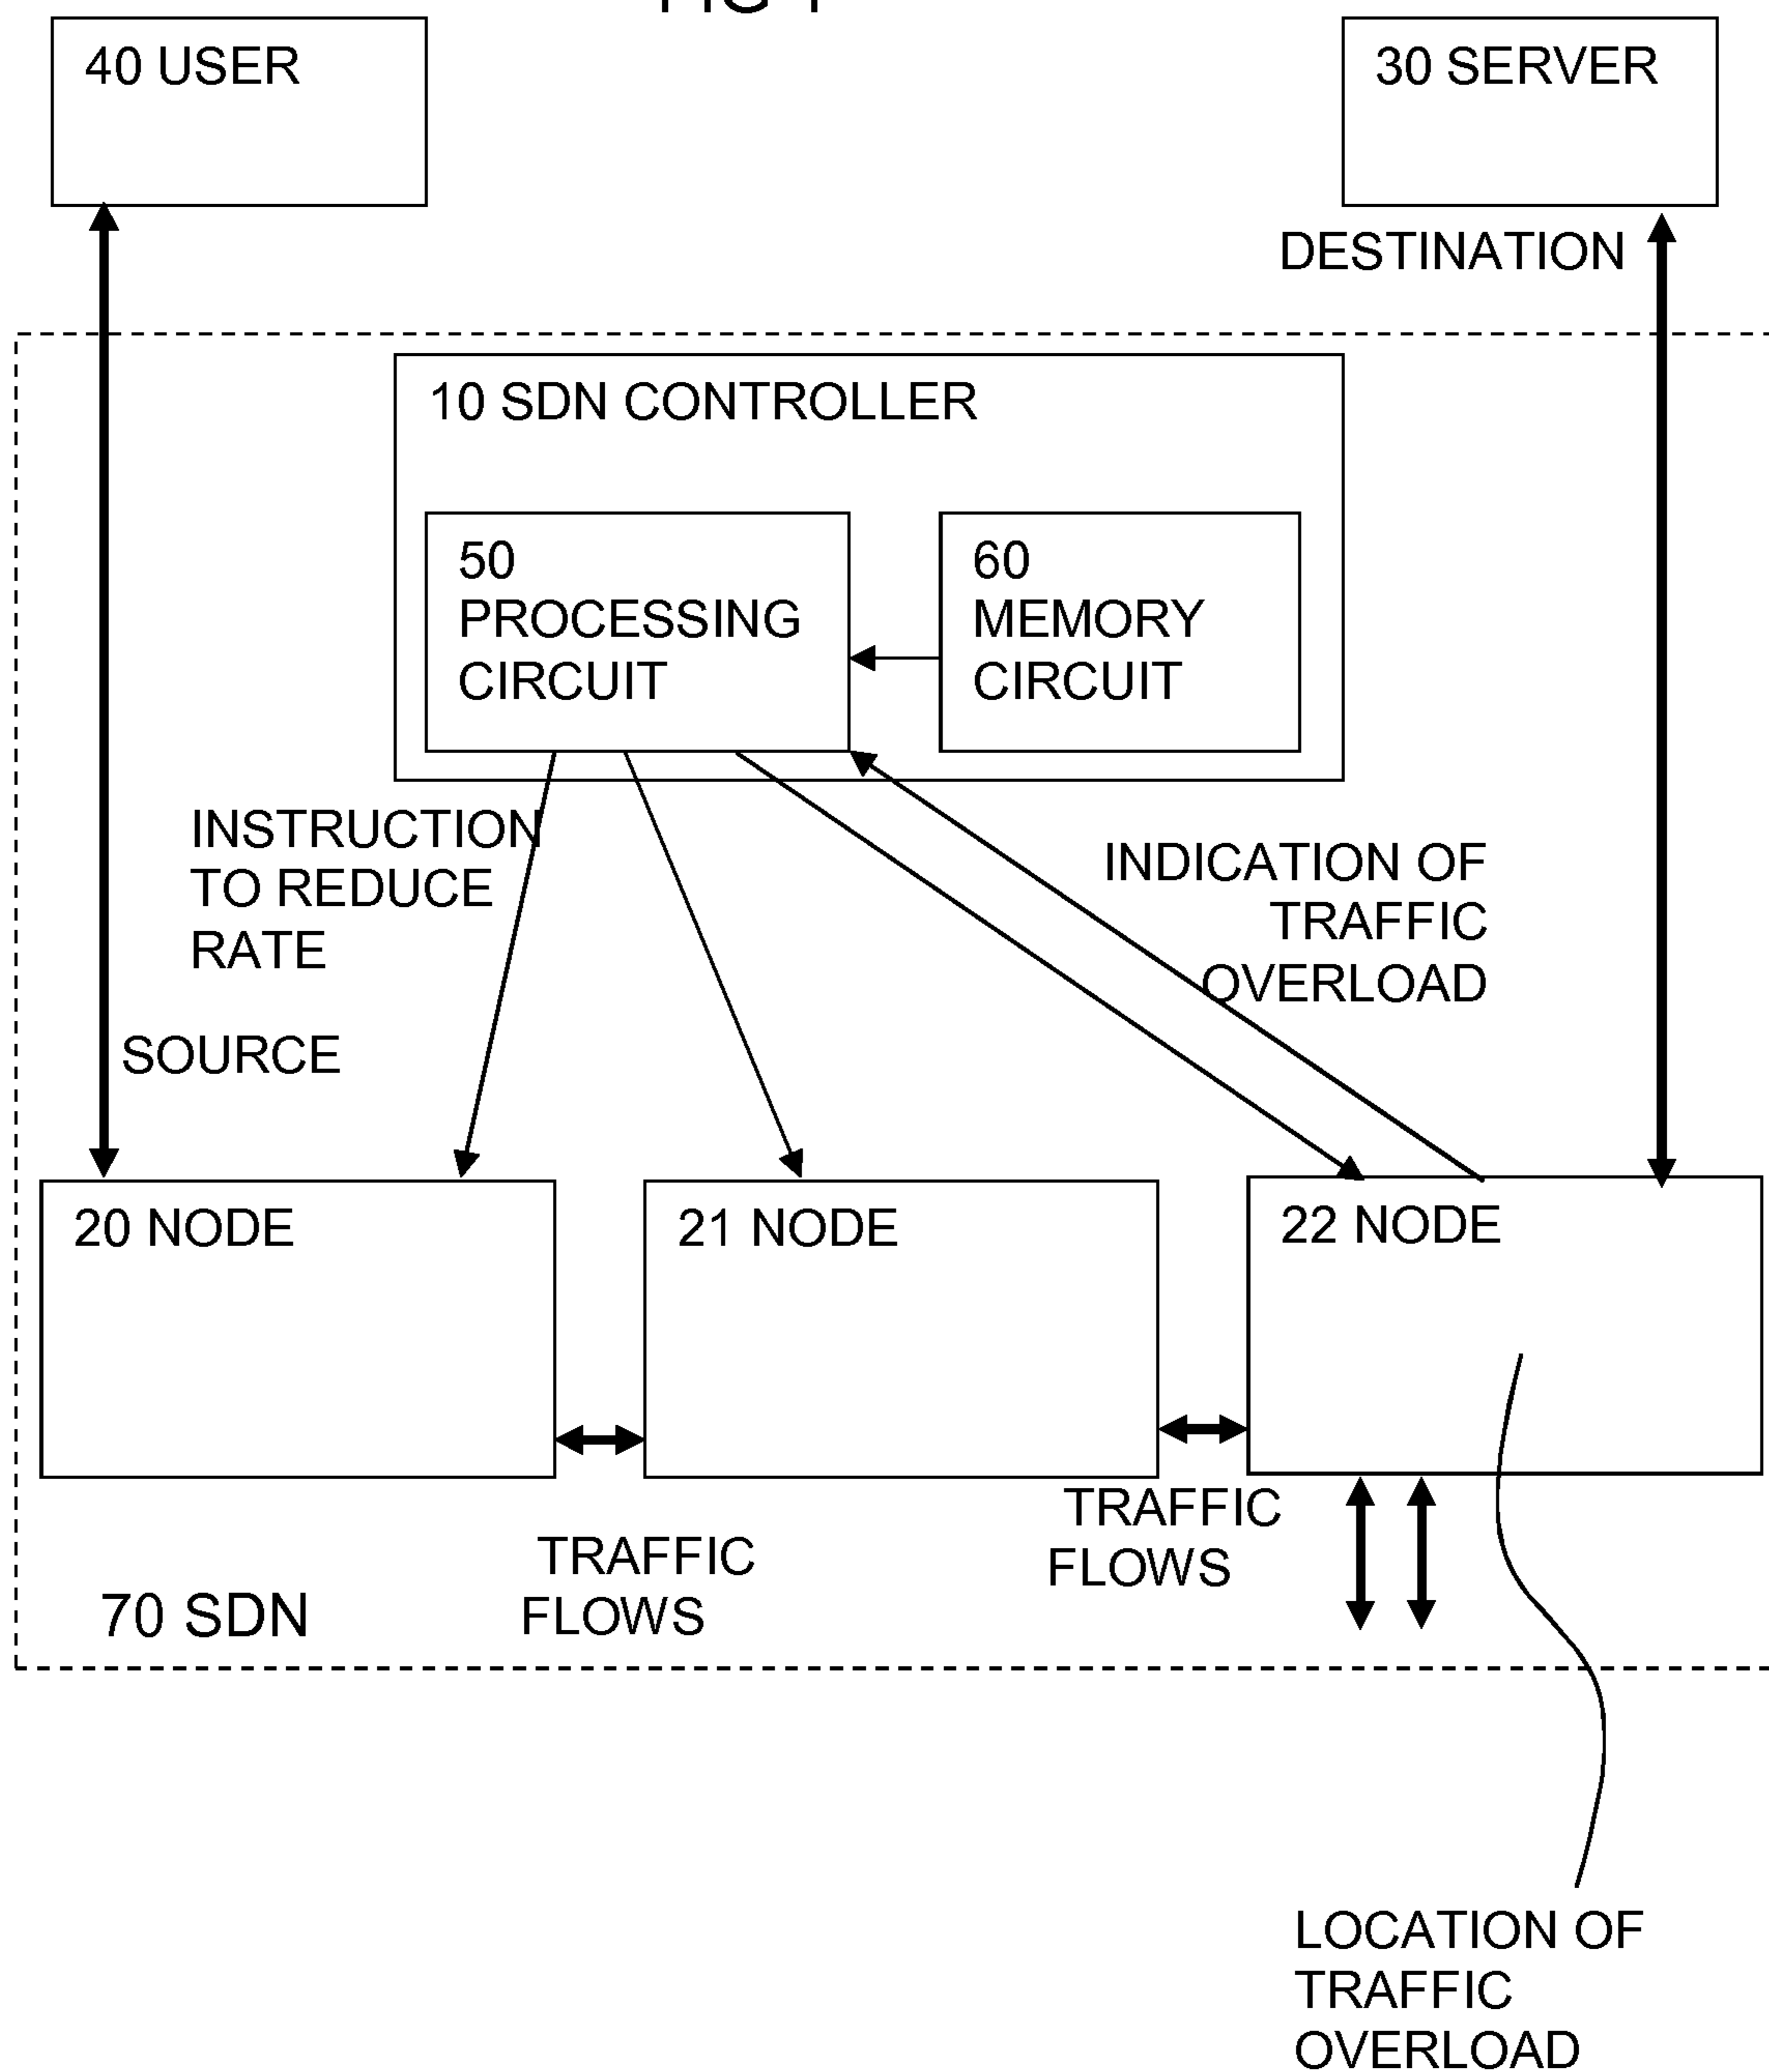 FIG 1
40 USER
30 SERVER
DESTINATION
10 SDN CONTROLLER
50
PROCESSING
CIRCUIT
60
MEMORY
CIRCUIT
INSTRUCTION
TO REDUCE
RATE
INDICATION OF
TRAFFIC
OVERLOAD
SOURCE
20 NODE
21 NODE
22 NODE
TRAFFIC
FLOWS
TRAFFIC
FLOWS
70 SDN
LOCATION OF
TRAFFIC
OVERLOAD